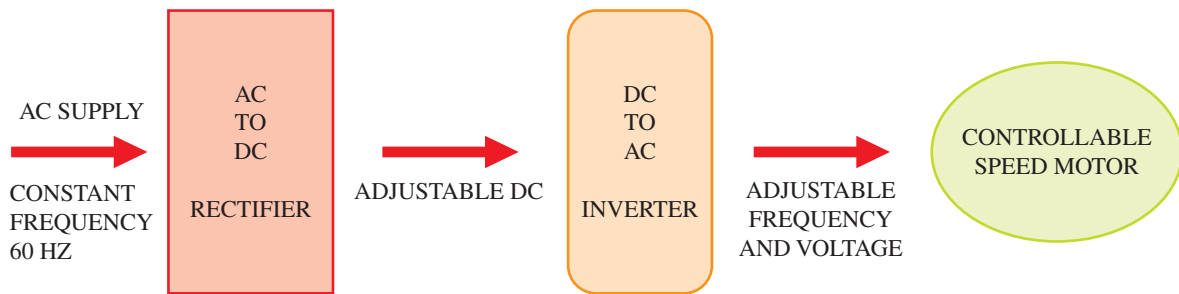 AC SUPPLY
CONSTANT
FREQUENCY
60 HZ
AC
TO
DC
RECTIFIER
ADJUSTABLE DC
DC
TO
AC
INVERTER
ADJUSTABLE
FREQUENCY
AND VOLTAGE
CONTROLLABLE
SPEED MOTOR